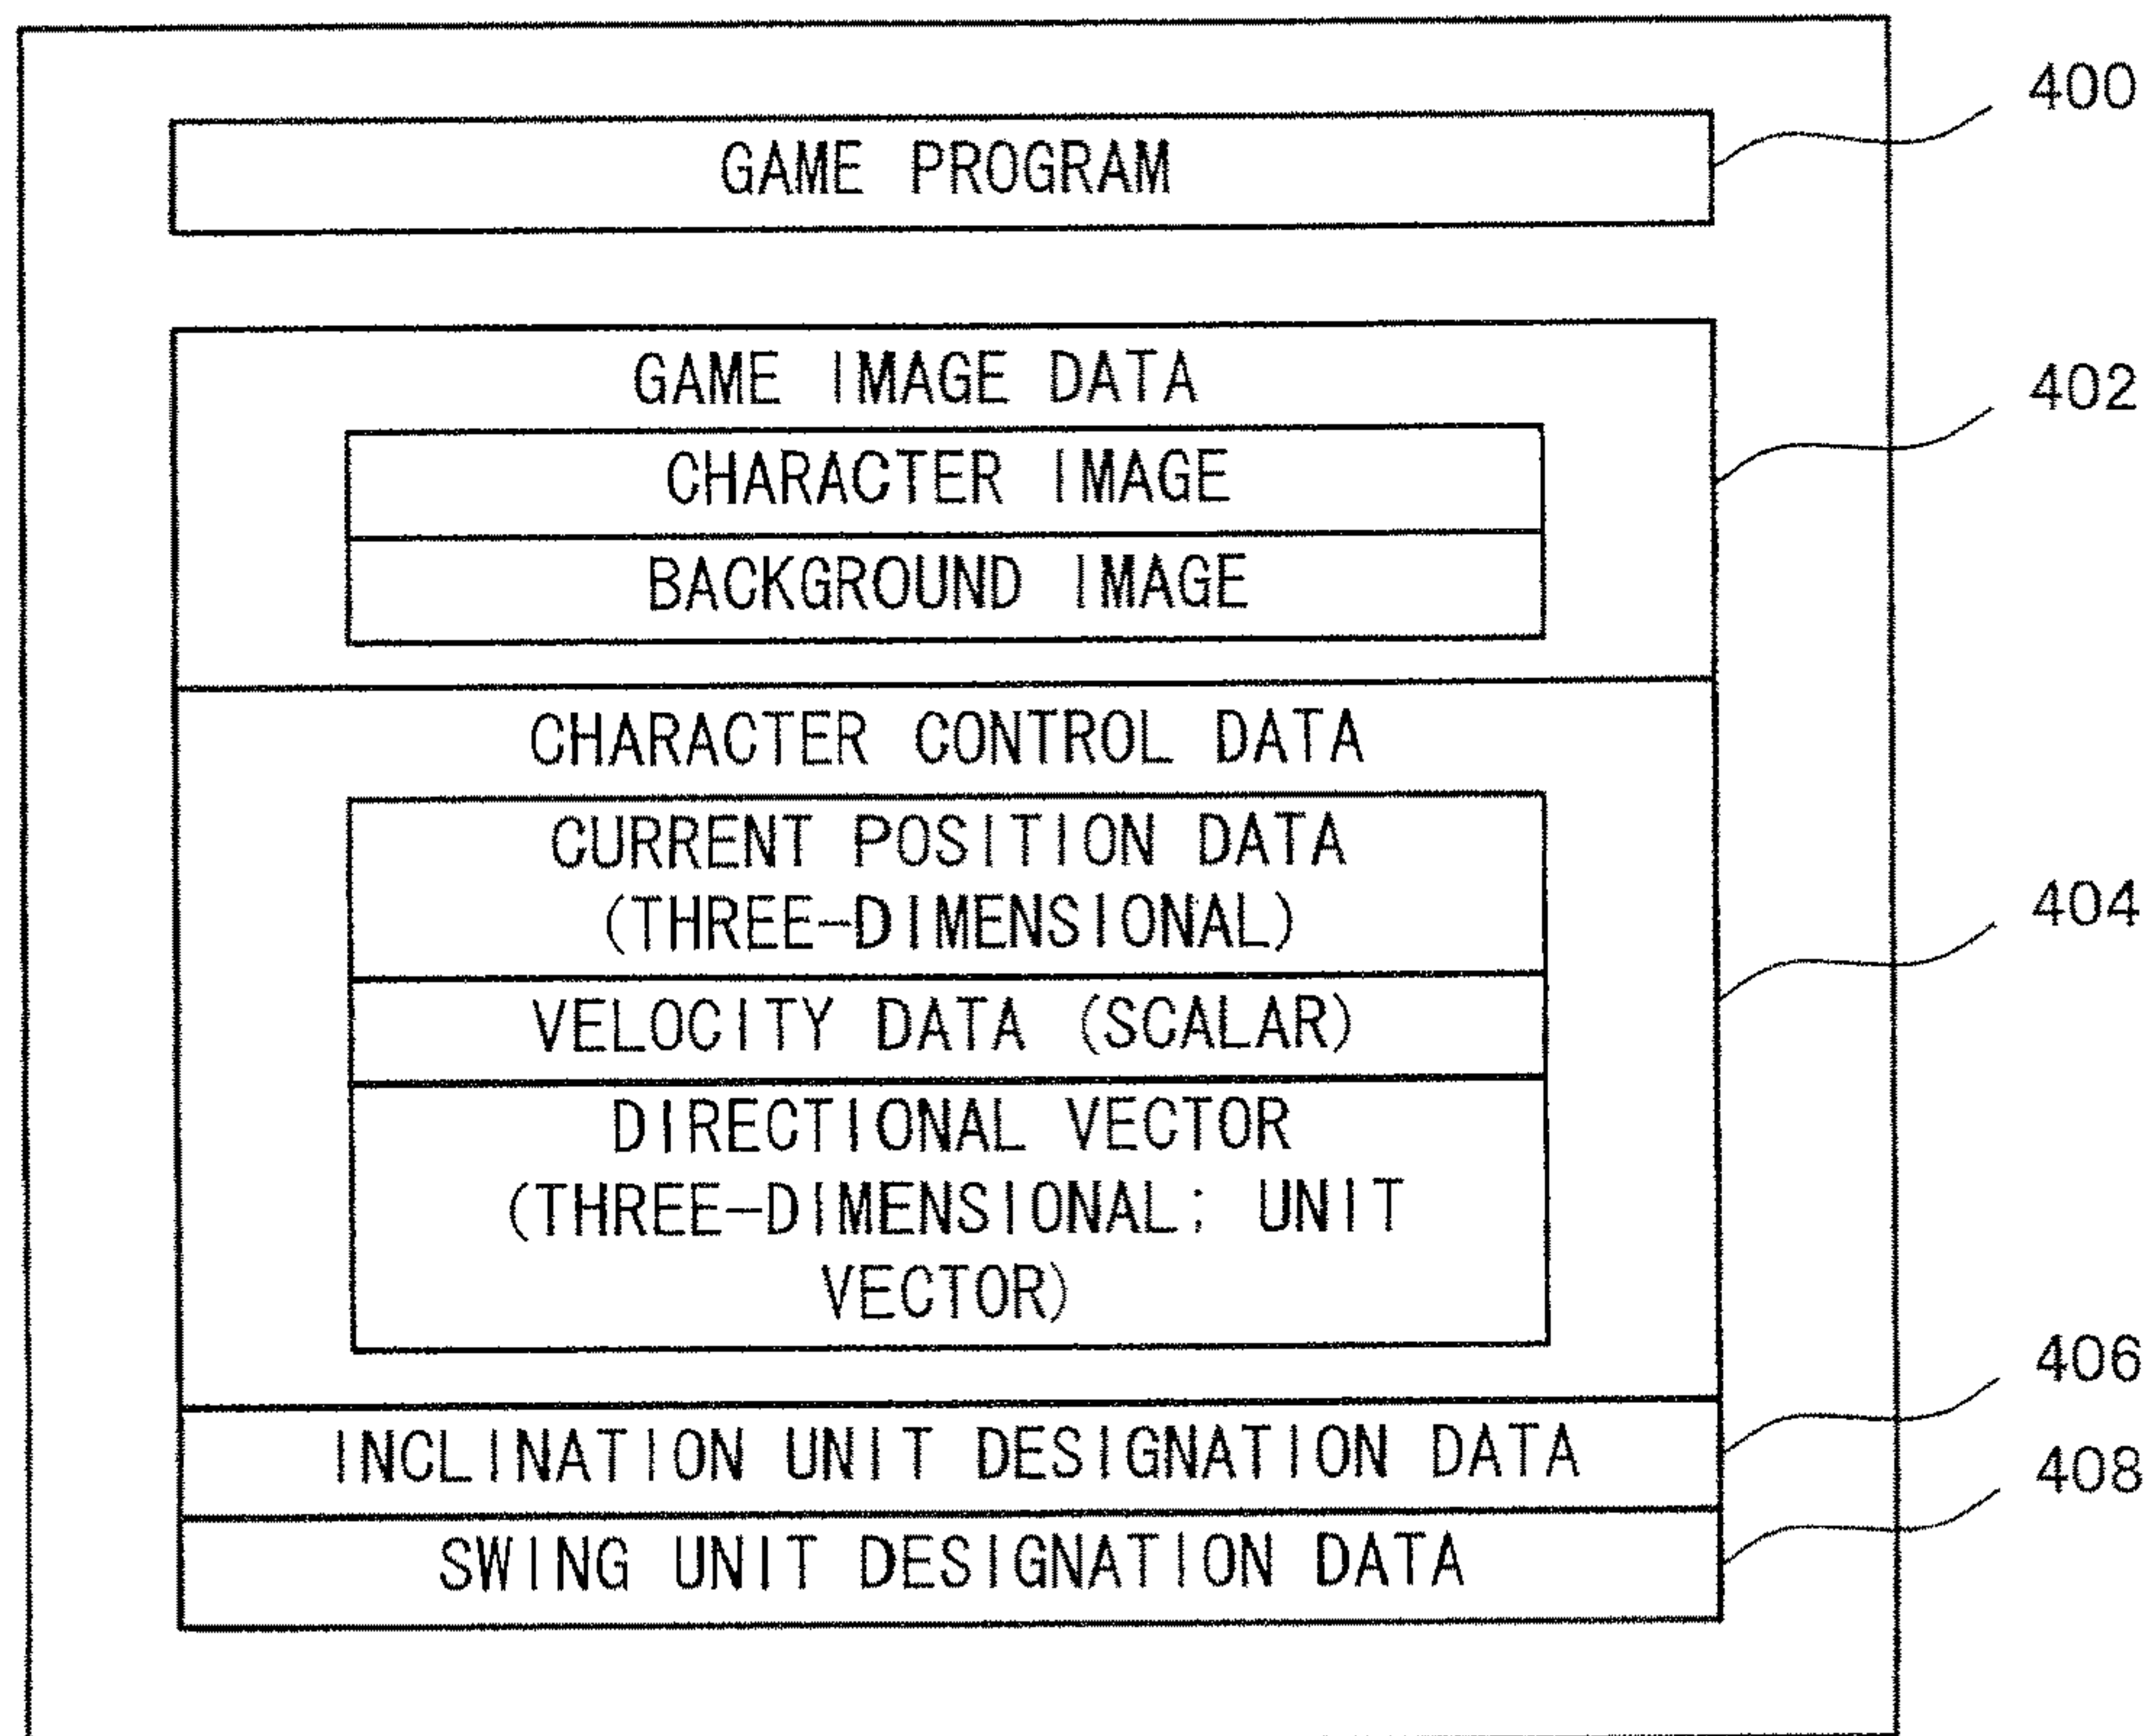 400
GAME PROGRAM
402
GAME IMAGE DATA
CHARACTER IMAGE
BACKGROUND IMAGE
CHARACTER CONTROL DATA
404
CURRENT POSITION DATA
(THREE-DIMENSIONAL)
VELOCITY DATA (SCALAR)
DIRECTIONAL VECTOR
(THREE-DIMENSIONAL: UNIT
VECTOR)
406
INCLINATION UNIT DESIGNATION DATA
408
SWING UNIT DESIGNATION DATA